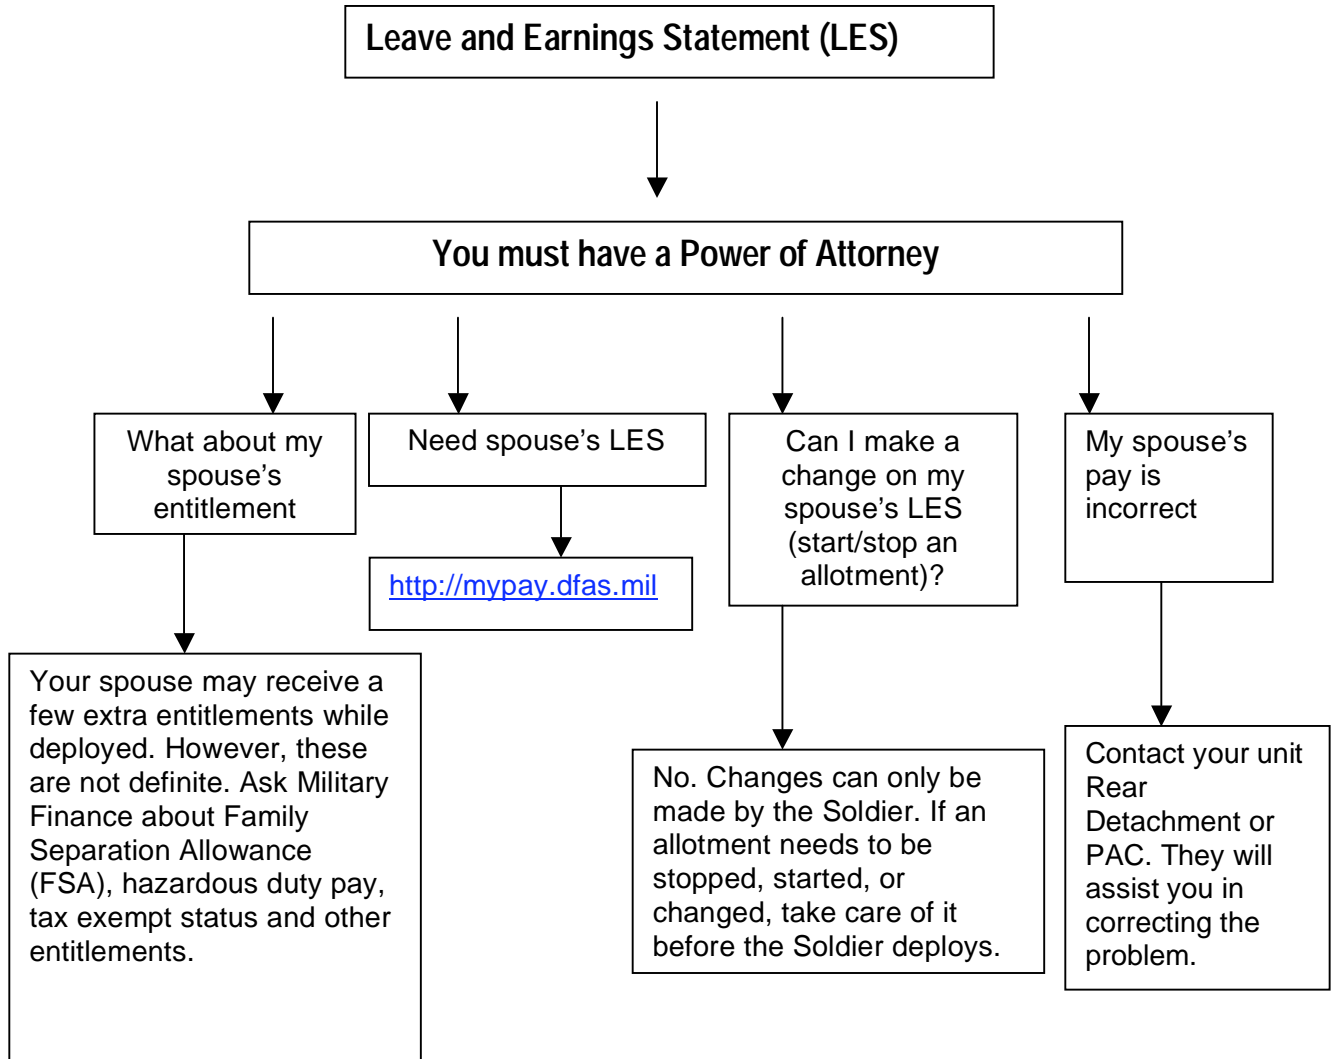 Leave and Earnings Statement (LES)
You must have a Power of Attorney
What about my
spouse's
entitlement
Need spouse's LES
http://mypay.dfas.mil
Can I make a
change on my
spouse's LES
(start/stop an
allotment)?
My spouse's
pay is
incorrect
Your spouse may receive a
few extra entitlements while
deployed. However, these
are not definite. Ask Military
Finance about Family
Separation Allowance
(FSA), hazardous duty pay,
tax exempt status and other
entitlements.
No. Changes can only be
made by the Soldier. If an
allotment needs to be
stopped, started, or
changed, take care of it
before the Soldier deploys.
Contact your unit
Rear
Detachment or
PAC. They will
assist you in
correcting the
problem.